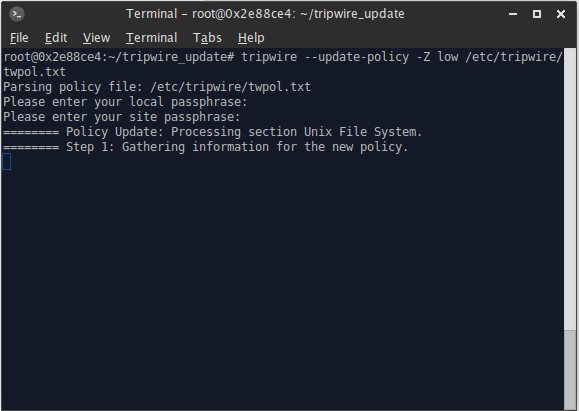 Terminal – root@0x2e88ce4: ~/tripwire_update
File Edit View Terminal Tabs Help
root@0x2e88ce4:~/tripwire_update# tripwire --update-policy -Z low /etc/tripwire/
twpol.txt
Parsing policy file: /etc/tripwire/twpol.txt
Please enter your local passphrase:
Please enter your site passphrase:
======== Policy Update: Processing section Unix File System.
======== Step 1: Gathering information for the new policy.